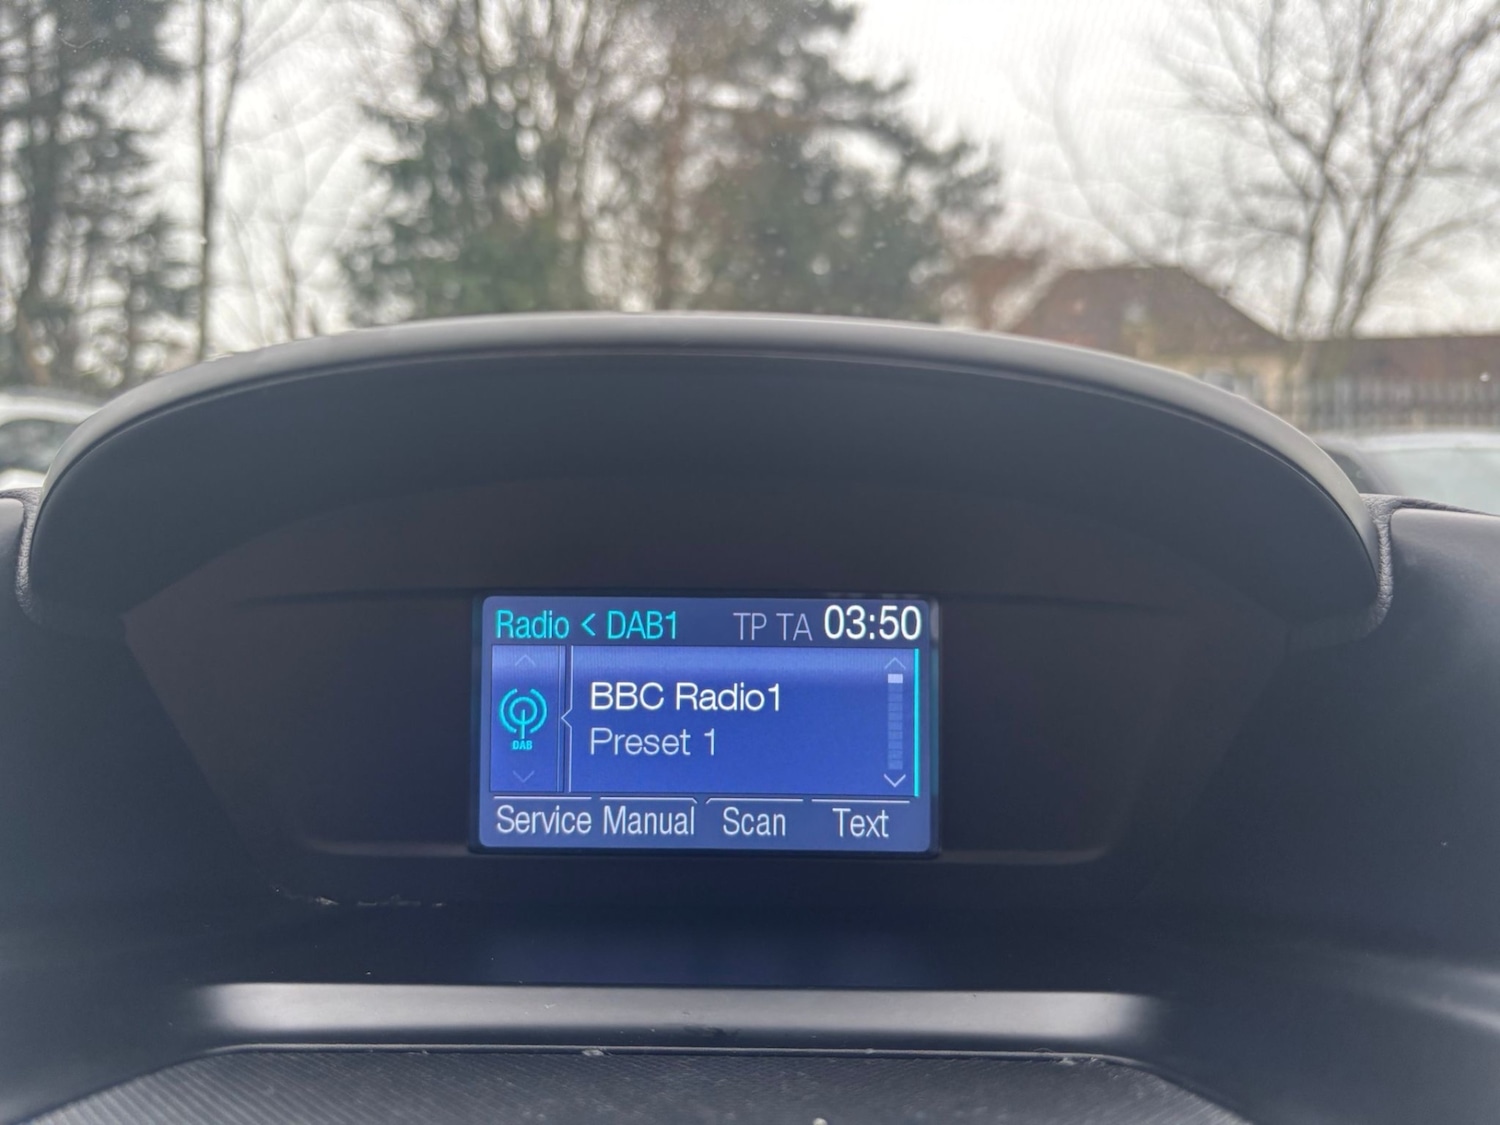 Radio < DAB1 TP TA 03:50
DAB
BBC Radio1
Preset 1
Service Manual Scan Text